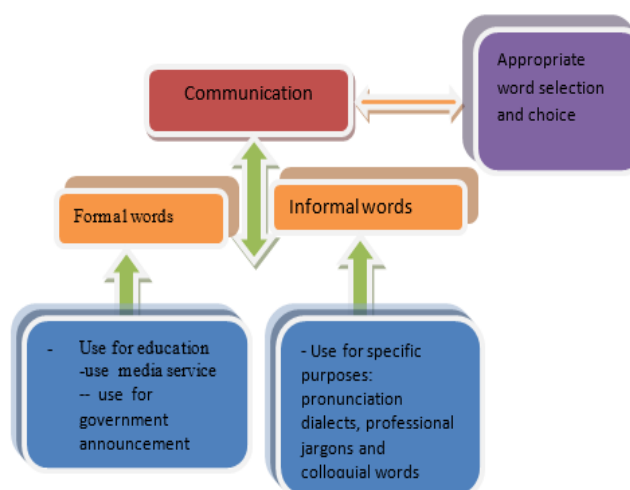 Communication
Appropriate
word selection
and choice
Formal words
Informal words
- Use for education
-use media service
-- use for
government
announcement
- Use for specific
purposes:
pronunciation
dialects, professional
jargons and
colloquial words